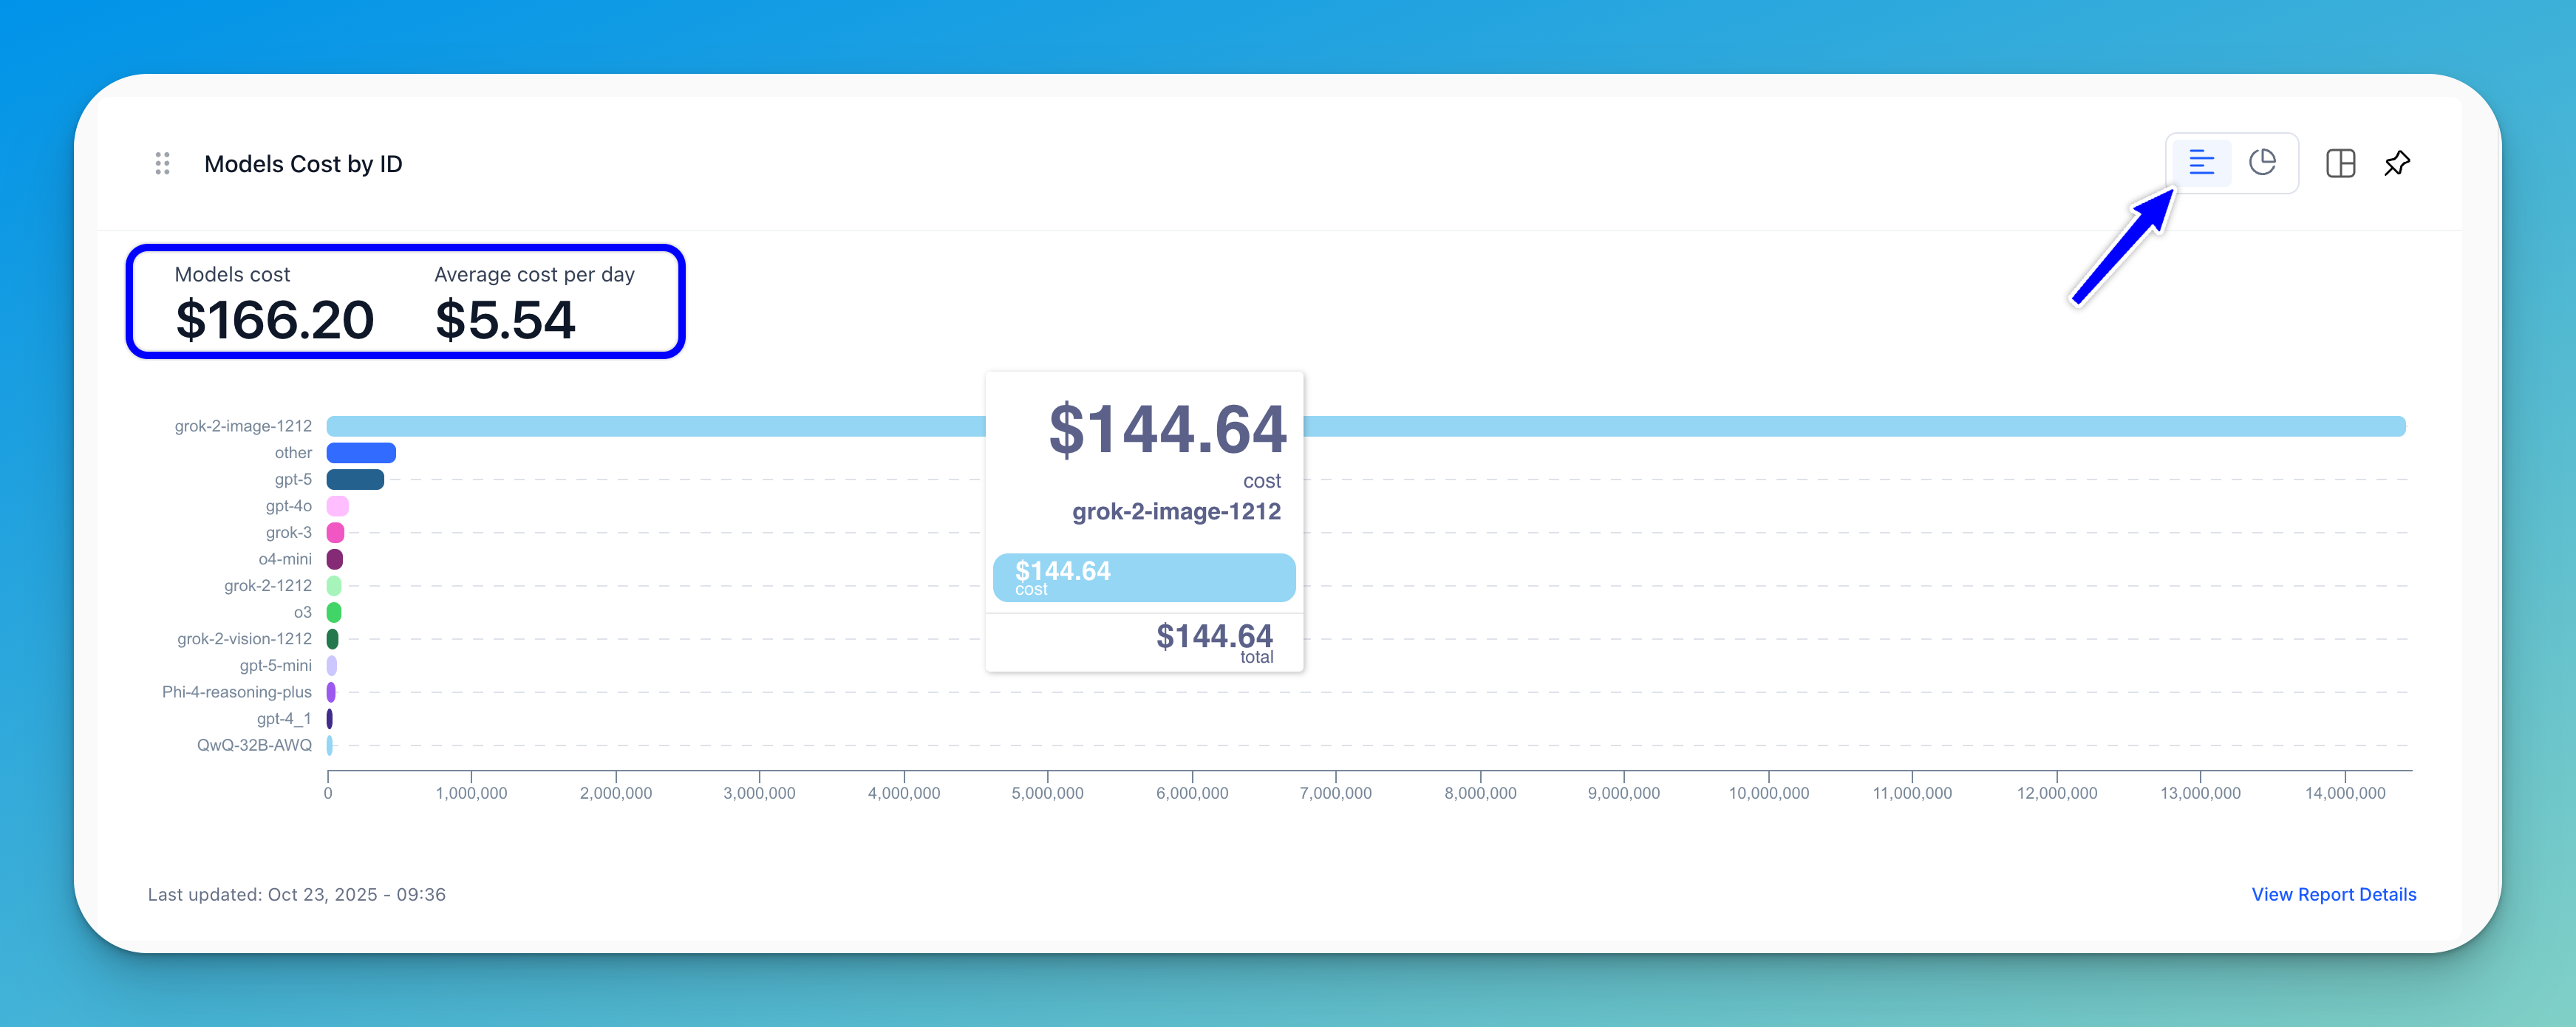 Models Cost by ID
Models cost
$166.20
Average cost per day
$5.54
$144.64
cost
grok-2-image-1212
$144.64
cost
$144.64
total
grok-2-image-1212
other
gpt-5
gpt-4o
grok-3
o4-mini
grok-2-1212
o3
grok-2-vision-1212
gpt-5-mini
Phi-4-reasoning-plus
gpt-4_1
QwQ-32B-AWQ
0 1,000,000 2,000,000 3,000,000 4,000,000 5,000,000 6,000,000 7,000,000 8,000,000 9,000,000 10,000,000 11,000,000 12,000,000 13,000,000 14,000,000
Last updated: Oct 23, 2025 - 09:36
View Report Details